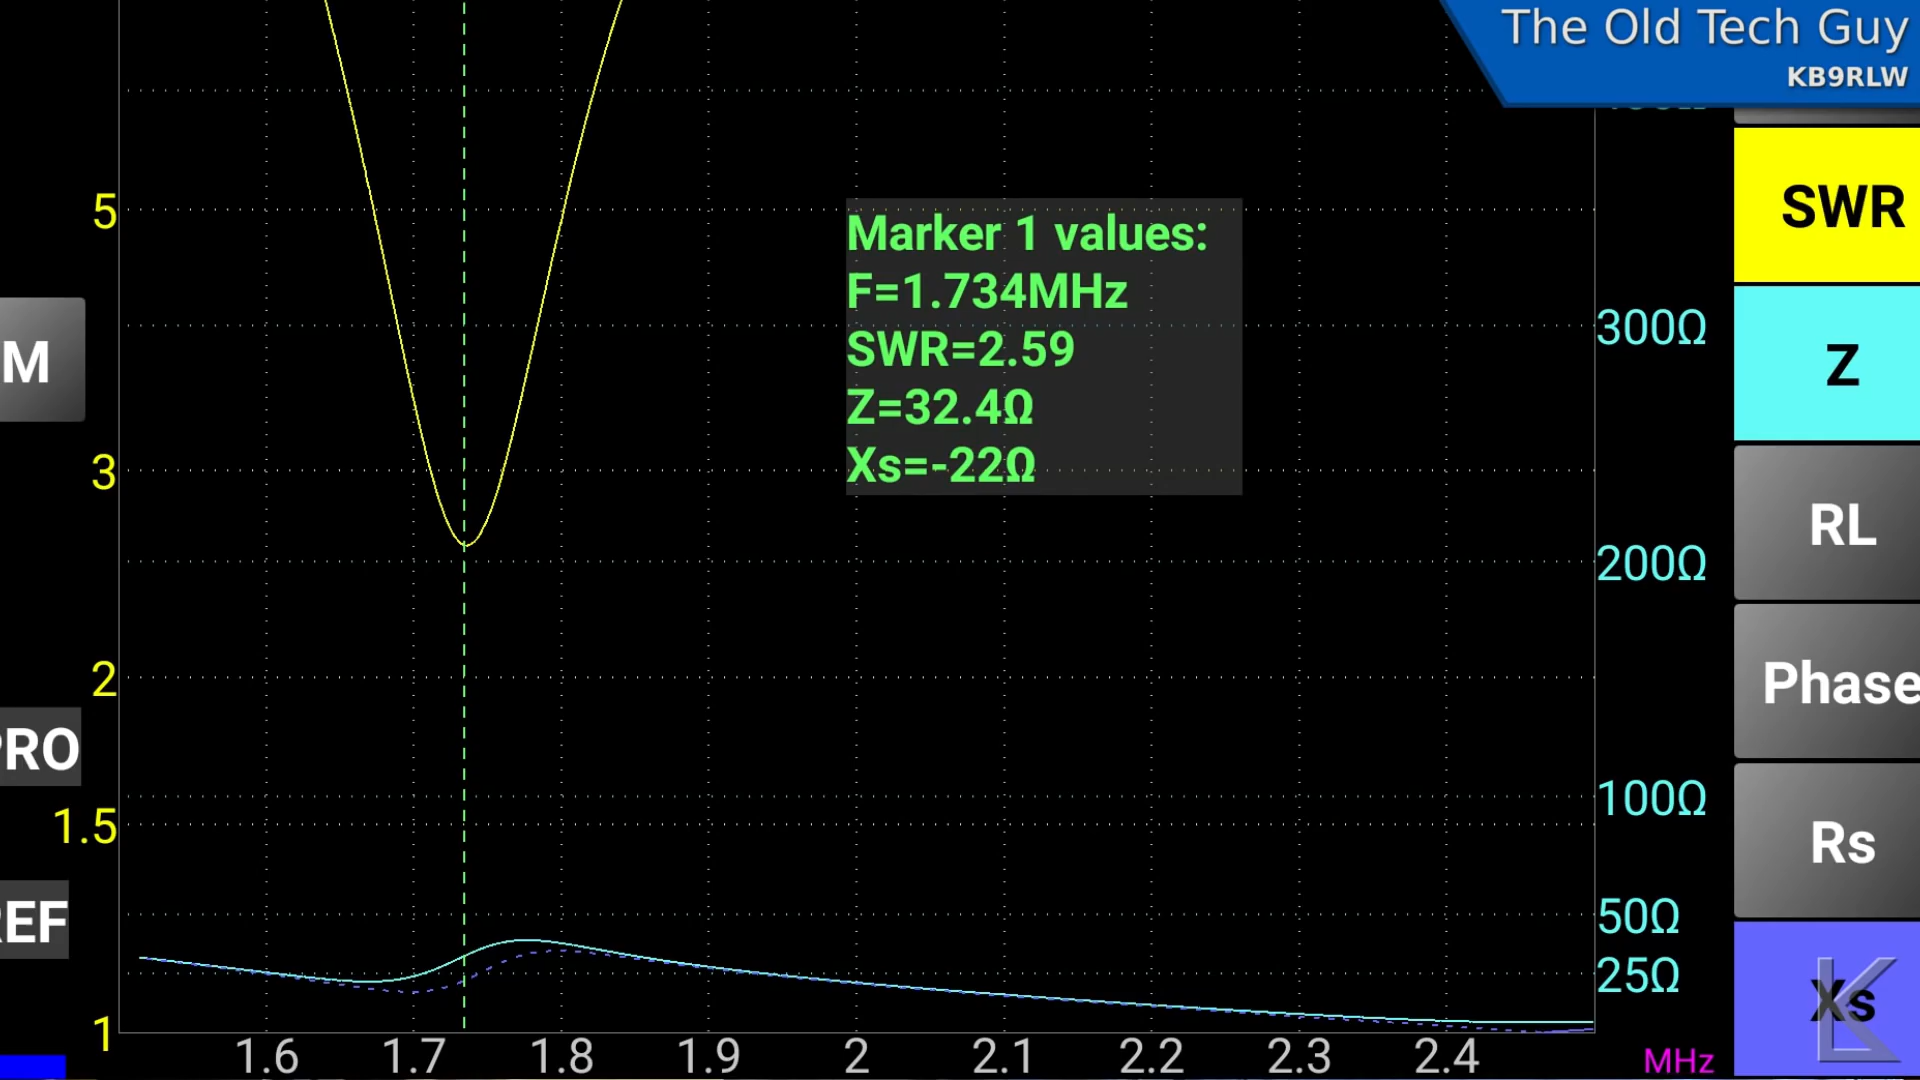 The Old Tech Guy
KB9RLW
5
3
2
1.5
1
M
PRO
REF
Marker 1 values:
F=1.734MHz
SWR=2.59
Z=32.4Ω
Xs=-22Ω
300Ω
200Ω
100Ω
50Ω
25Ω
SWR
Z
RL
Phase
Rs
Xs
1.6 1.7 1.8 1.9 2 2.1 2.2 2.3 2.4 MHz